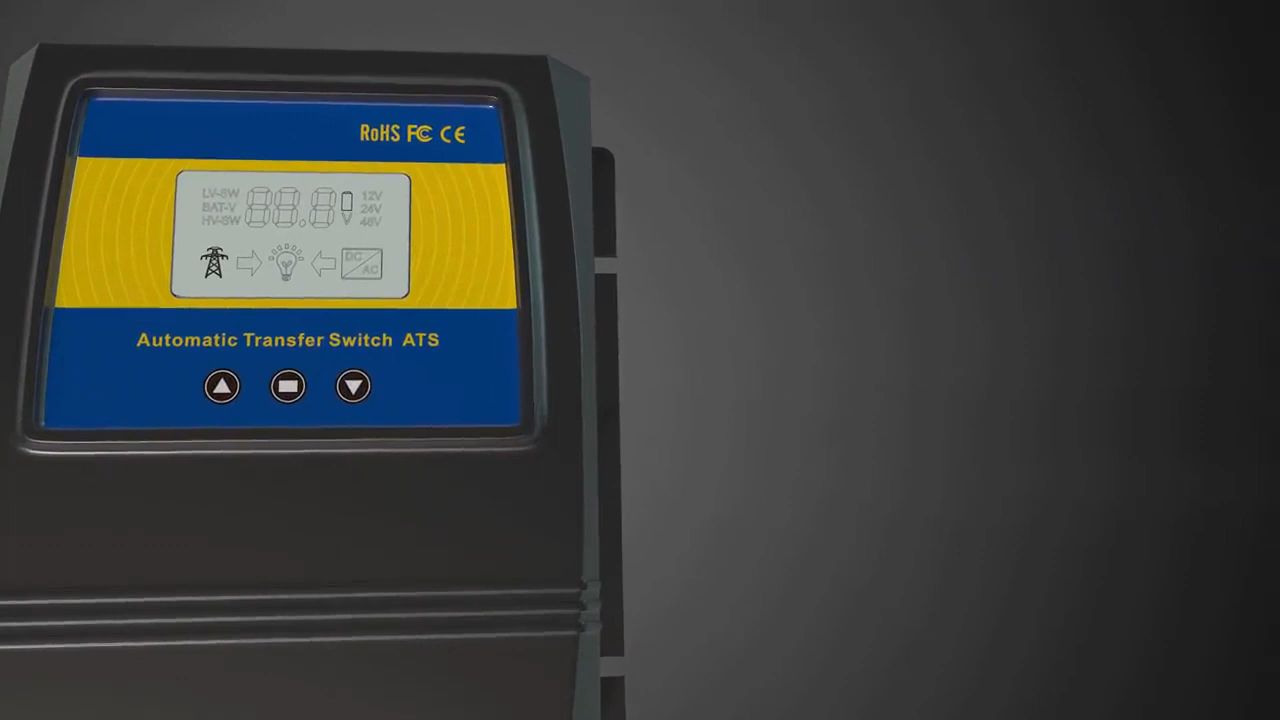 RoHS FC CE
LV-SW
BAT-V
HV-SW
88.8
12V
24V
48V
DC
AC
Automatic Transfer Switch ATS